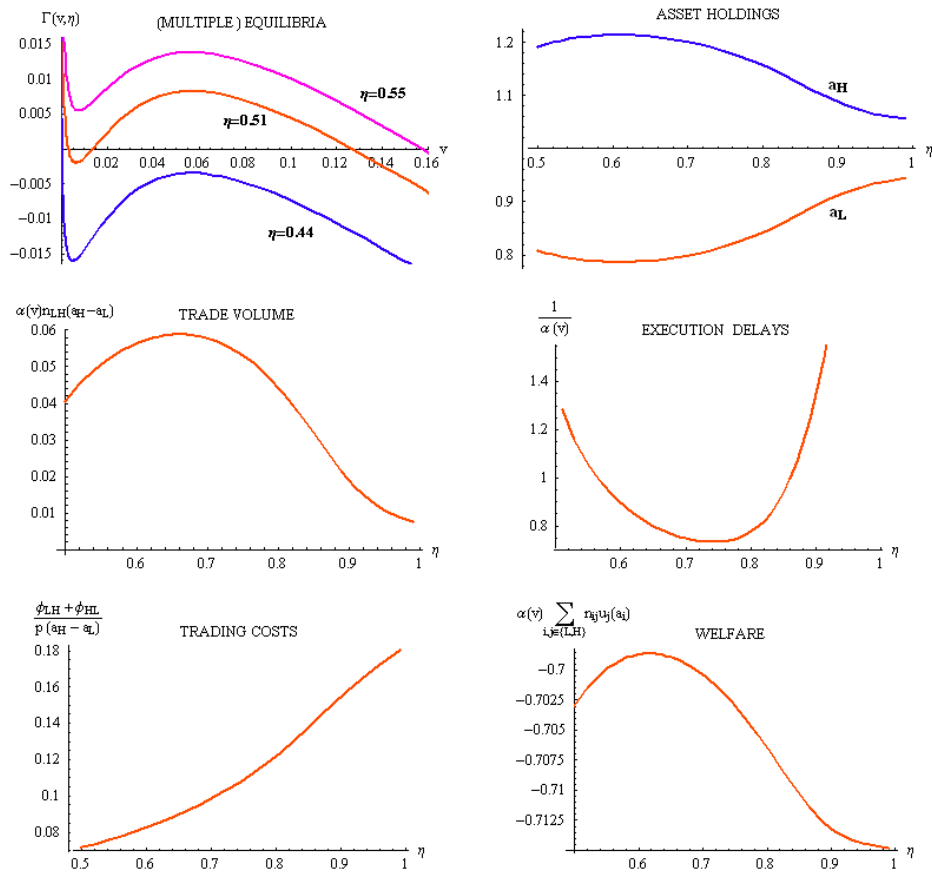 Γ(v,η)
(MULTIPLE) EQUILIBRIA
0.015
0.01
0.005
−0.005
−0.01
−0.015
0.02 0.04 0.06 0.08 0.1 0.12 0.14 0.16
v
η=0.55
η=0.51
η=0.44
ASSET HOLDINGS
1.2
1.1
0.9
0.8
0.5 0.6 0.7 0.8 0.9 1
η
a_H
a_L
α(v)n_LH(a_H−a_L)
TRADE VOLUME
0.06
0.05
0.04
0.03
0.02
0.01
0.6 0.7 0.8 0.9 1
η
1
α(v)
EXECUTION DELAYS
1.4
1.2
1
0.8
0.6 0.7 0.8 0.9 1
η
ϕ_LH + ϕ_HL
p(a_H − a_L)
TRADING COSTS
0.18
0.16
0.14
0.12
0.1
0.08
0.5 0.6 0.7 0.8 0.9 1
η
α(v) ∑ n_ij u_j(a_i)
i,j∈{L,H}
WELFARE
−0.7
−0.7025
−0.705
−0.7075
−0.71
−0.7125
0.6 0.7 0.8 0.9 1
η